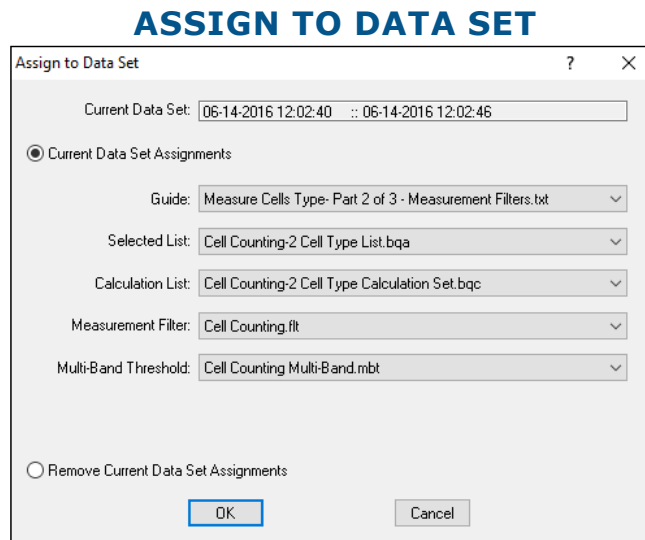 ASSIGN TO DATA SET
Assign to Data Set ?
Current Data Set: 06-14-2016 12:02:40 :: 06-14-2016 12:02:46
Current Data Set Assignments
Guide: Measure Cells Type- Part 2 of 3 - Measurement Filters.txt
Selected List: Cell Counting-2 Cell Type List.bqa
Calculation List: Cell Counting-2 Cell Type Calculation Set.bqc
Measurement Filter: Cell Counting.flt
Multi-Band Threshold: Cell Counting Multi-Band.mbt
Remove Current Data Set Assignments
OK Cancel